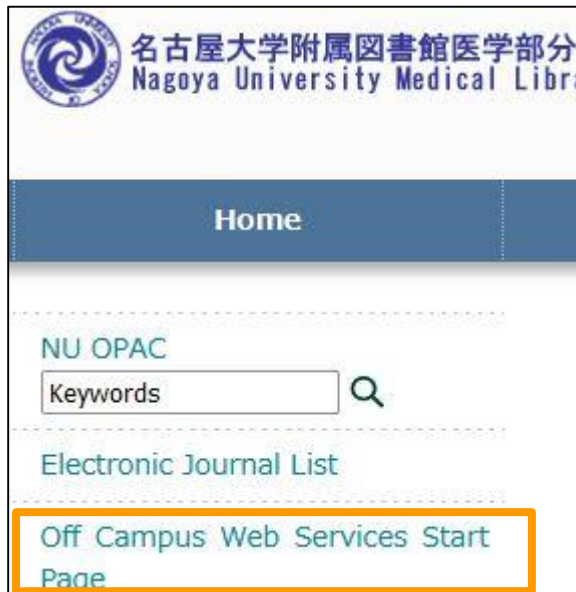 名古屋大学附属図書館医学部分
Nagoya University Medical Libra
Home
NU OPAC
Keywords
Electronic Journal List
Off Campus Web Services Start
Page